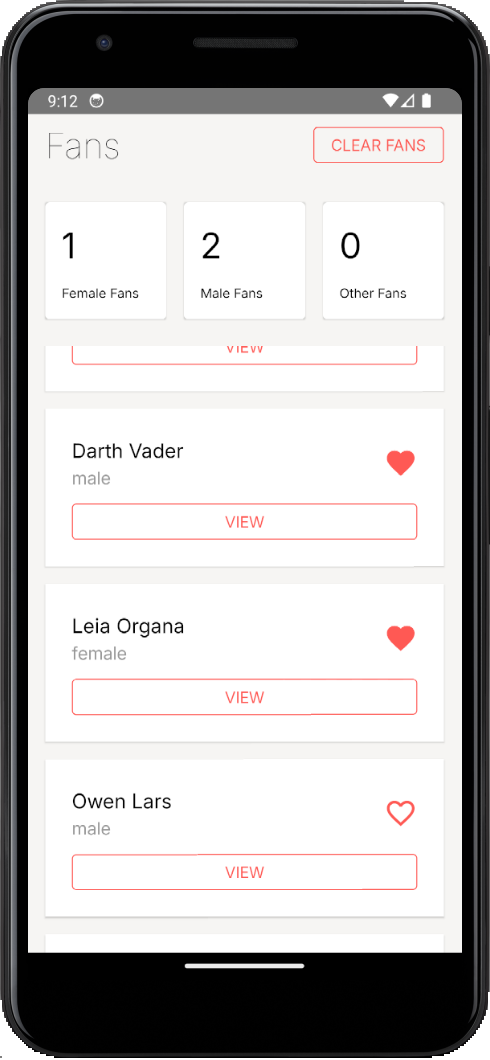 9:12
Fans
CLEAR FANS
1
2
0
Female Fans
Male Fans
Other Fans
VIEW
Darth Vader
male
VIEW
Leia Organa
female
VIEW
Owen Lars
male
VIEW